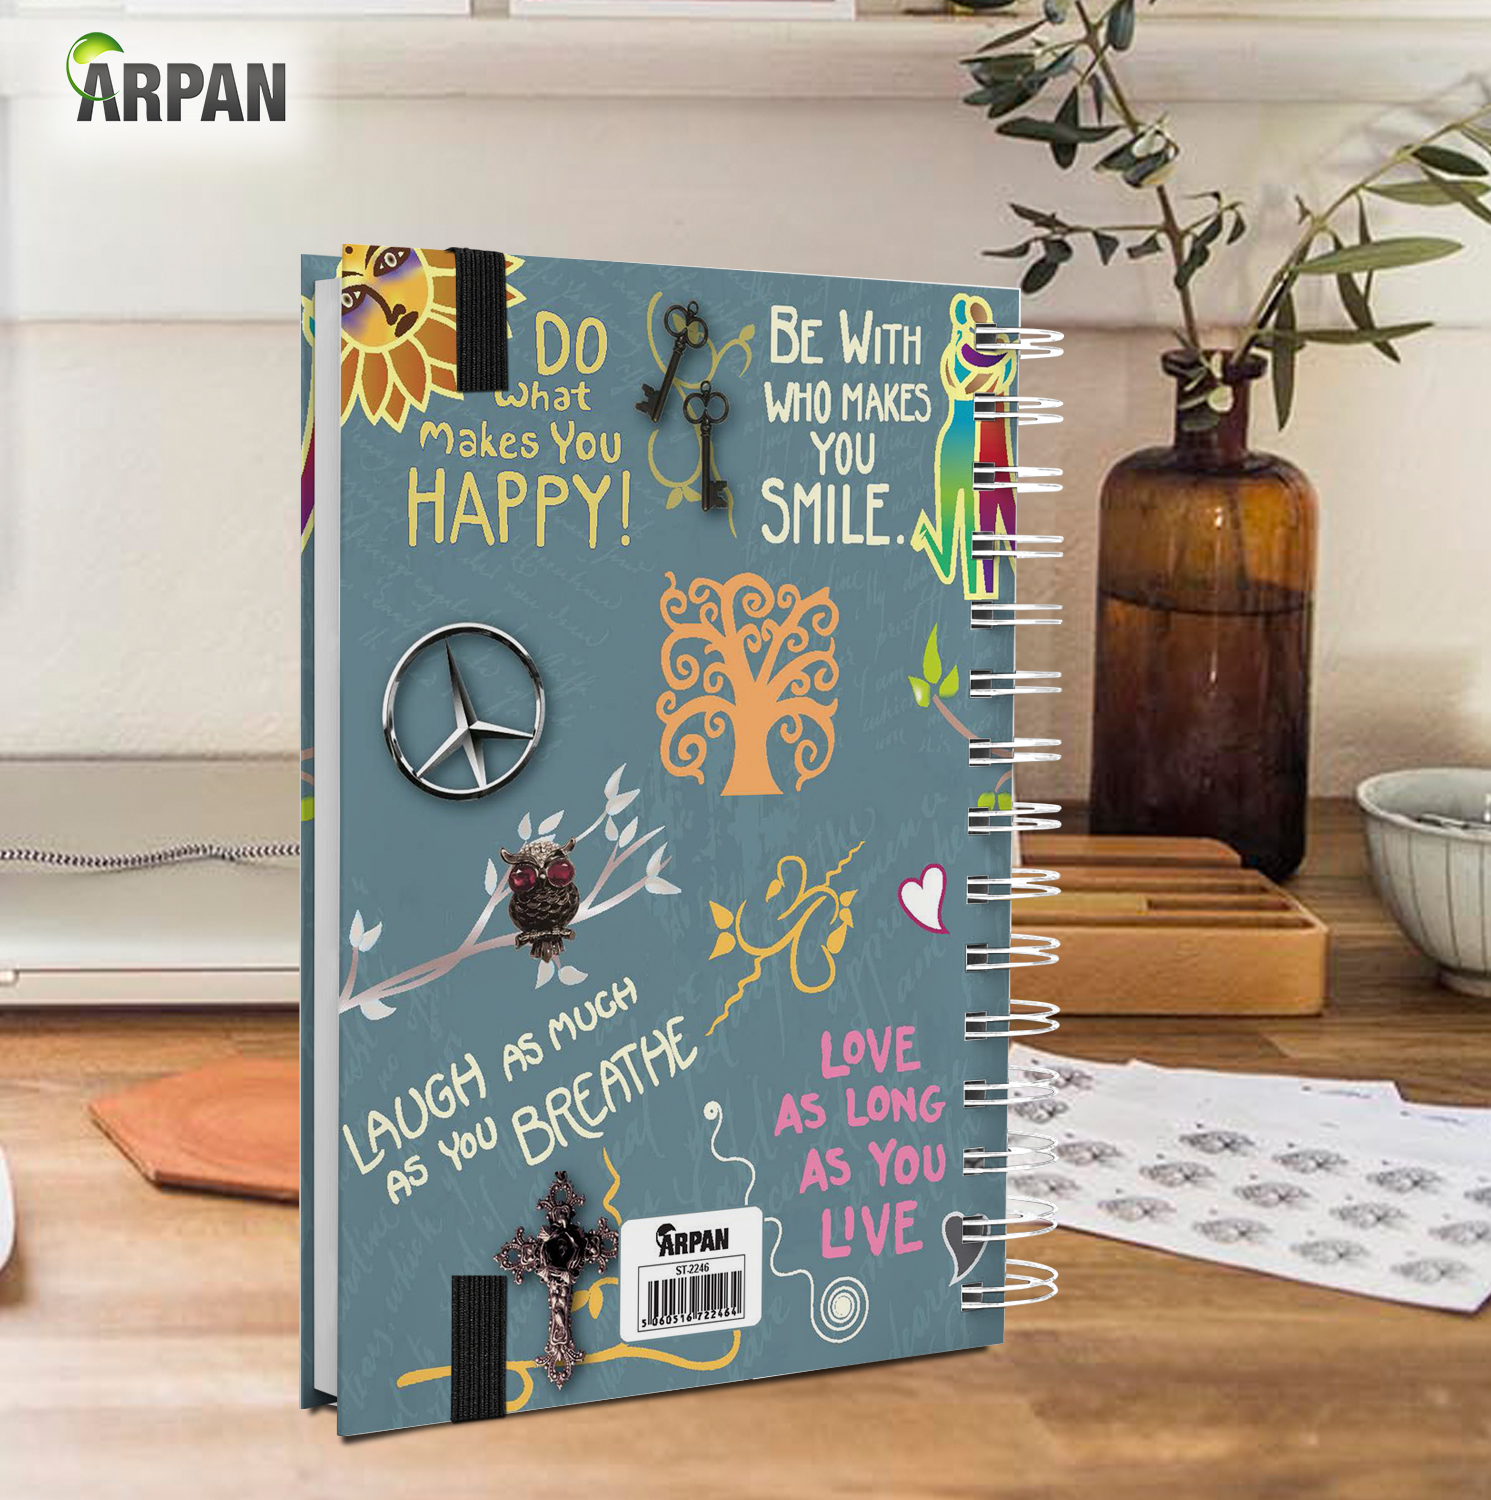 ARPAN
DO
What
Makes You
HAPPY!
BE WITH
WHO MAKES
YOU
SMILE.
LAUGH AS MUCH
AS YOU BREATHE
LOVE
AS LONG
AS YOU
LIVE
ARPAN
ST-2246
5 060516 722464